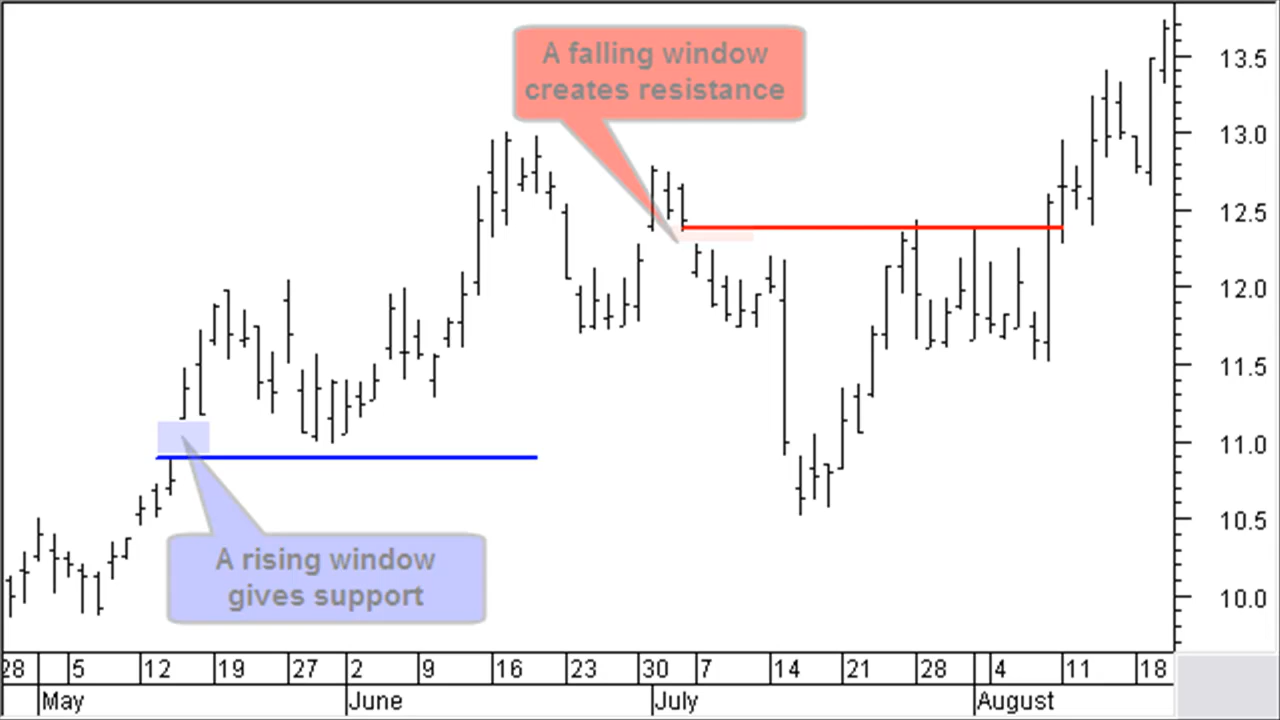 A falling window
creates resistance
13.5
13.0
12.5
12.0
11.5
11.0
10.5
10.0
A rising window
gives support
28 5 12 19 27 2 9 16 23 30 7 14 21 28 4 11 18
May June July August